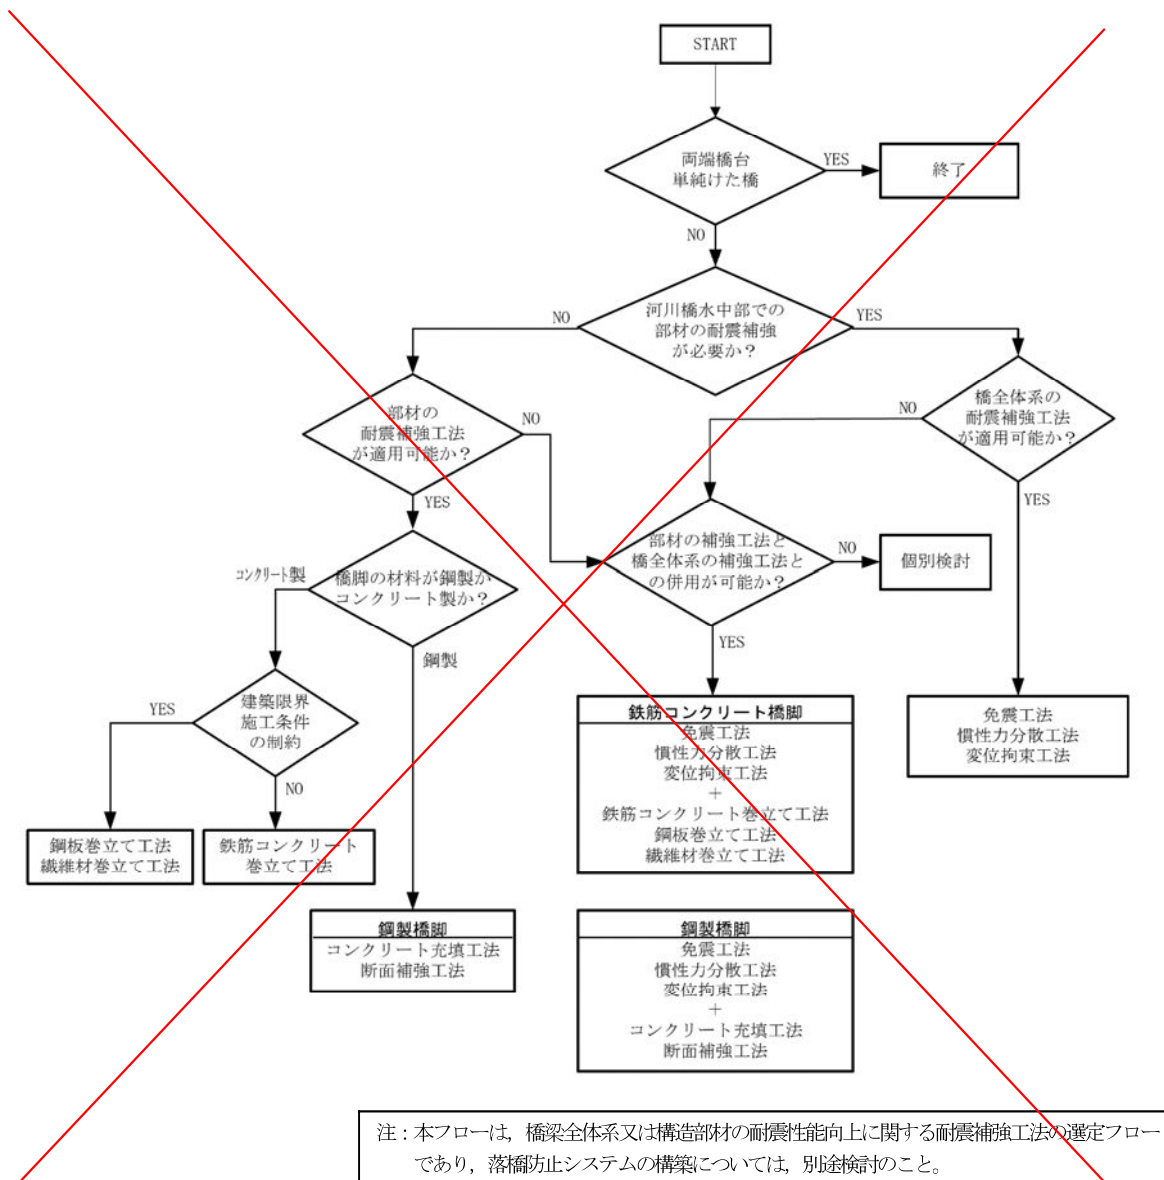 START
両端橋台
単純けた橋
YES
終了
NO
河川橋水中部での
部材の耐震補強
が必要か？
NO
YES
部材の
耐震補強工法
が適用可能か？
NO
YES
橋全体系の
耐震補強工法
が適用可能か？
NO
YES
部材の補強工法と
橋全体系の補強工法と
の併用が可能か？
NO
個別検討
YES
橋脚の材料が鋼製か
コンクリート製か？
コンクリート製
鋼製
建築限界
施工条件
の制約
YES
NO
鋼板巻立て工法
繊維材巻立て工法
鉄筋コンクリート
巻立て工法
鋼製橋脚
コンクリート充填工法
断面補強工法
鉄筋コンクリート橋脚
免震工法
慣性力分散工法
変位拘束工法
＋
鉄筋コンクリート巻立て工法
鋼板巻立て工法
繊維材巻立て工法
免震工法
慣性力分散工法
変位拘束工法
鋼製橋脚
免震工法
慣性力分散工法
変位拘束工法
＋
コンクリート充填工法
断面補強工法
注：本フローは，橋梁全体系又は構造部材の耐震性能向上に関する耐震補強工法の選定フロー
であり，落橋防止システムの構築については，別途検討のこと。